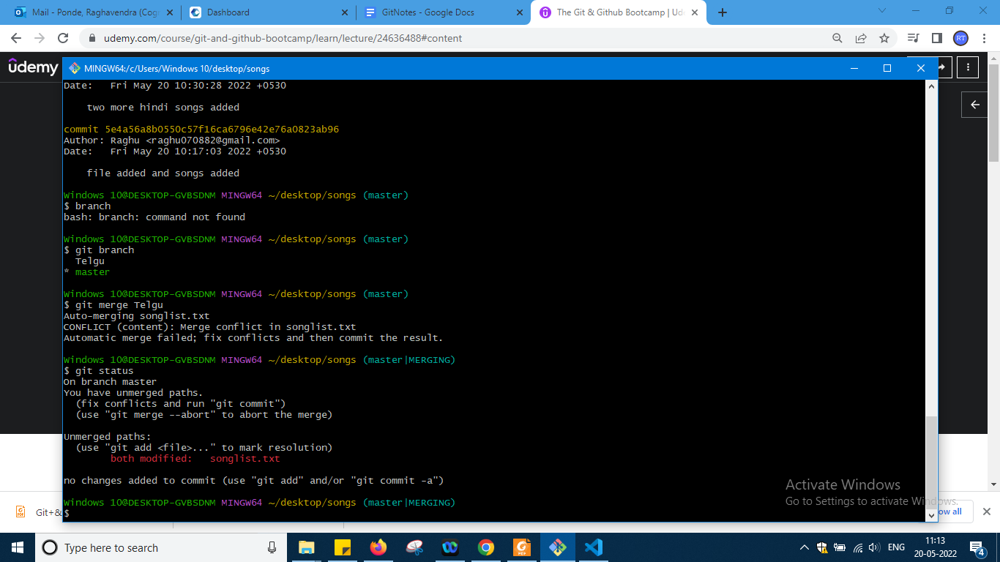 Mail - Ponde, Raghavendra (Cogn
Dashboard
GitNotes - Google Docs
The Git & Github Bootcamp | Ud
udemy.com/course/git-and-github-bootcamp/learn/lecture/24636488#content
RT
udemy
MINGW64:/c/Users/Windows 10/desktop/songs
Date:   Fri May 20 10:30:28 2022 +0530
    two more hindi songs added
commit 5e4a56a8b0550c57f16ca6796e42e76a0823ab96
Author: Raghu <raghu070882@gmail.com>
Date:   Fri May 20 10:17:03 2022 +0530
    file added and songs added
Windows 10@DESKTOP-GVBSDNM MINGW64 ~/desktop/songs (master)
$ branch
bash: branch: command not found
Windows 10@DESKTOP-GVBSDNM MINGW64 ~/desktop/songs (master)
$ git branch
  Telgu
* master
Windows 10@DESKTOP-GVBSDNM MINGW64 ~/desktop/songs (master)
$ git merge Telgu
Auto-merging songlist.txt
CONFLICT (content): Merge conflict in songlist.txt
Automatic merge failed; fix conflicts and then commit the result.
Windows 10@DESKTOP-GVBSDNM MINGW64 ~/desktop/songs (master|MERGING)
$ git status
On branch master
You have unmerged paths.
  (fix conflicts and run "git commit")
  (use "git merge --abort" to abort the merge)
Unmerged paths:
  (use "git add <file>..." to mark resolution)
        both modified:   songlist.txt
no changes added to commit (use "git add" and/or "git commit -a")
Windows 10@DESKTOP-GVBSDNM MINGW64 ~/desktop/songs (master|MERGING)
$
Activate Windows
Go to Settings to activate Windows.
Git+&
ow all
Type here to search
ENG
11:13
20-05-2022
4